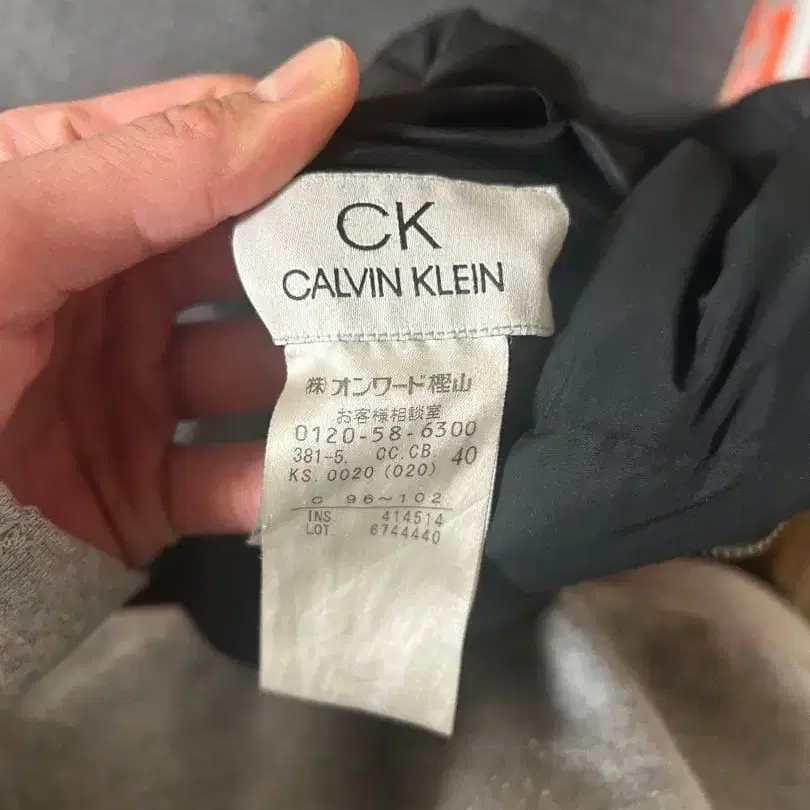 CK
CALVIN KLEIN
㈱オンワード樫山
お客様相談室
0120-58-6300
381-5. CC.CB. 40
KS. 0020 (020)
C 96~102
INS 414514
LOT 6744440